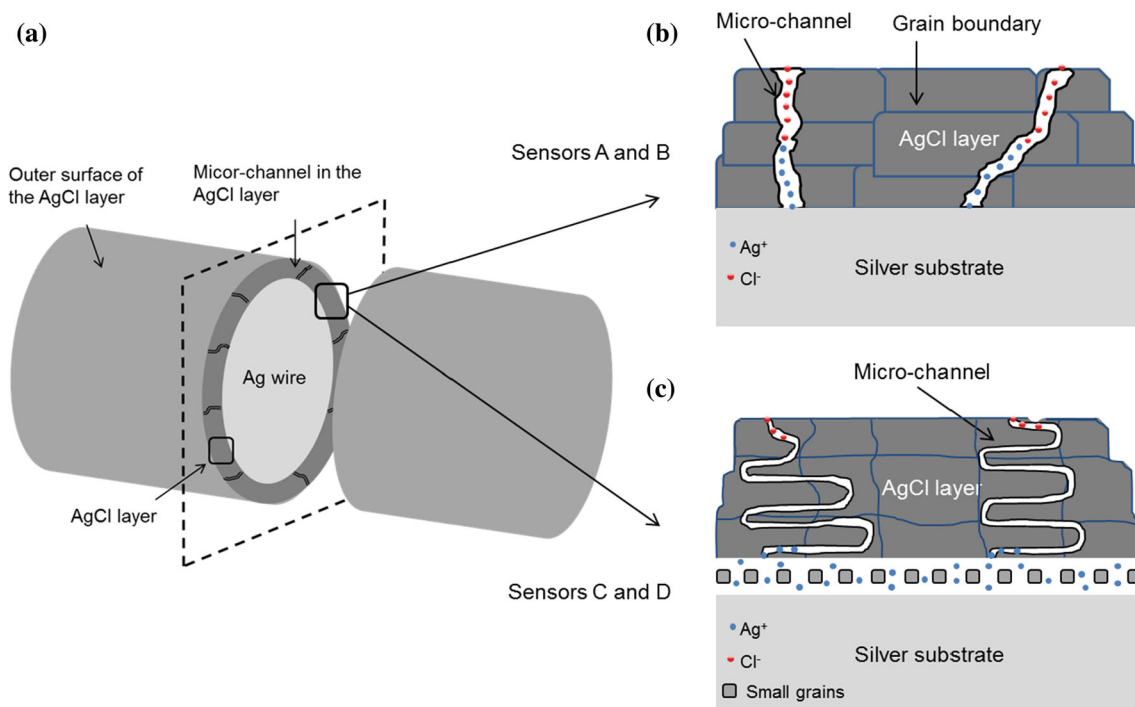 (a)
Outer surface of
the AgCl layer
Micor-channel in the
AgCl layer
Ag wire
AgCl layer
Sensors A and B
Sensors C and D
(b)
Micro-channel
Grain boundary
AgCl layer
Ag⁺
Cl⁻
Silver substrate
(c)
Micro-channel
AgCl layer
Ag⁺
Cl⁻
Silver substrate
Small grains